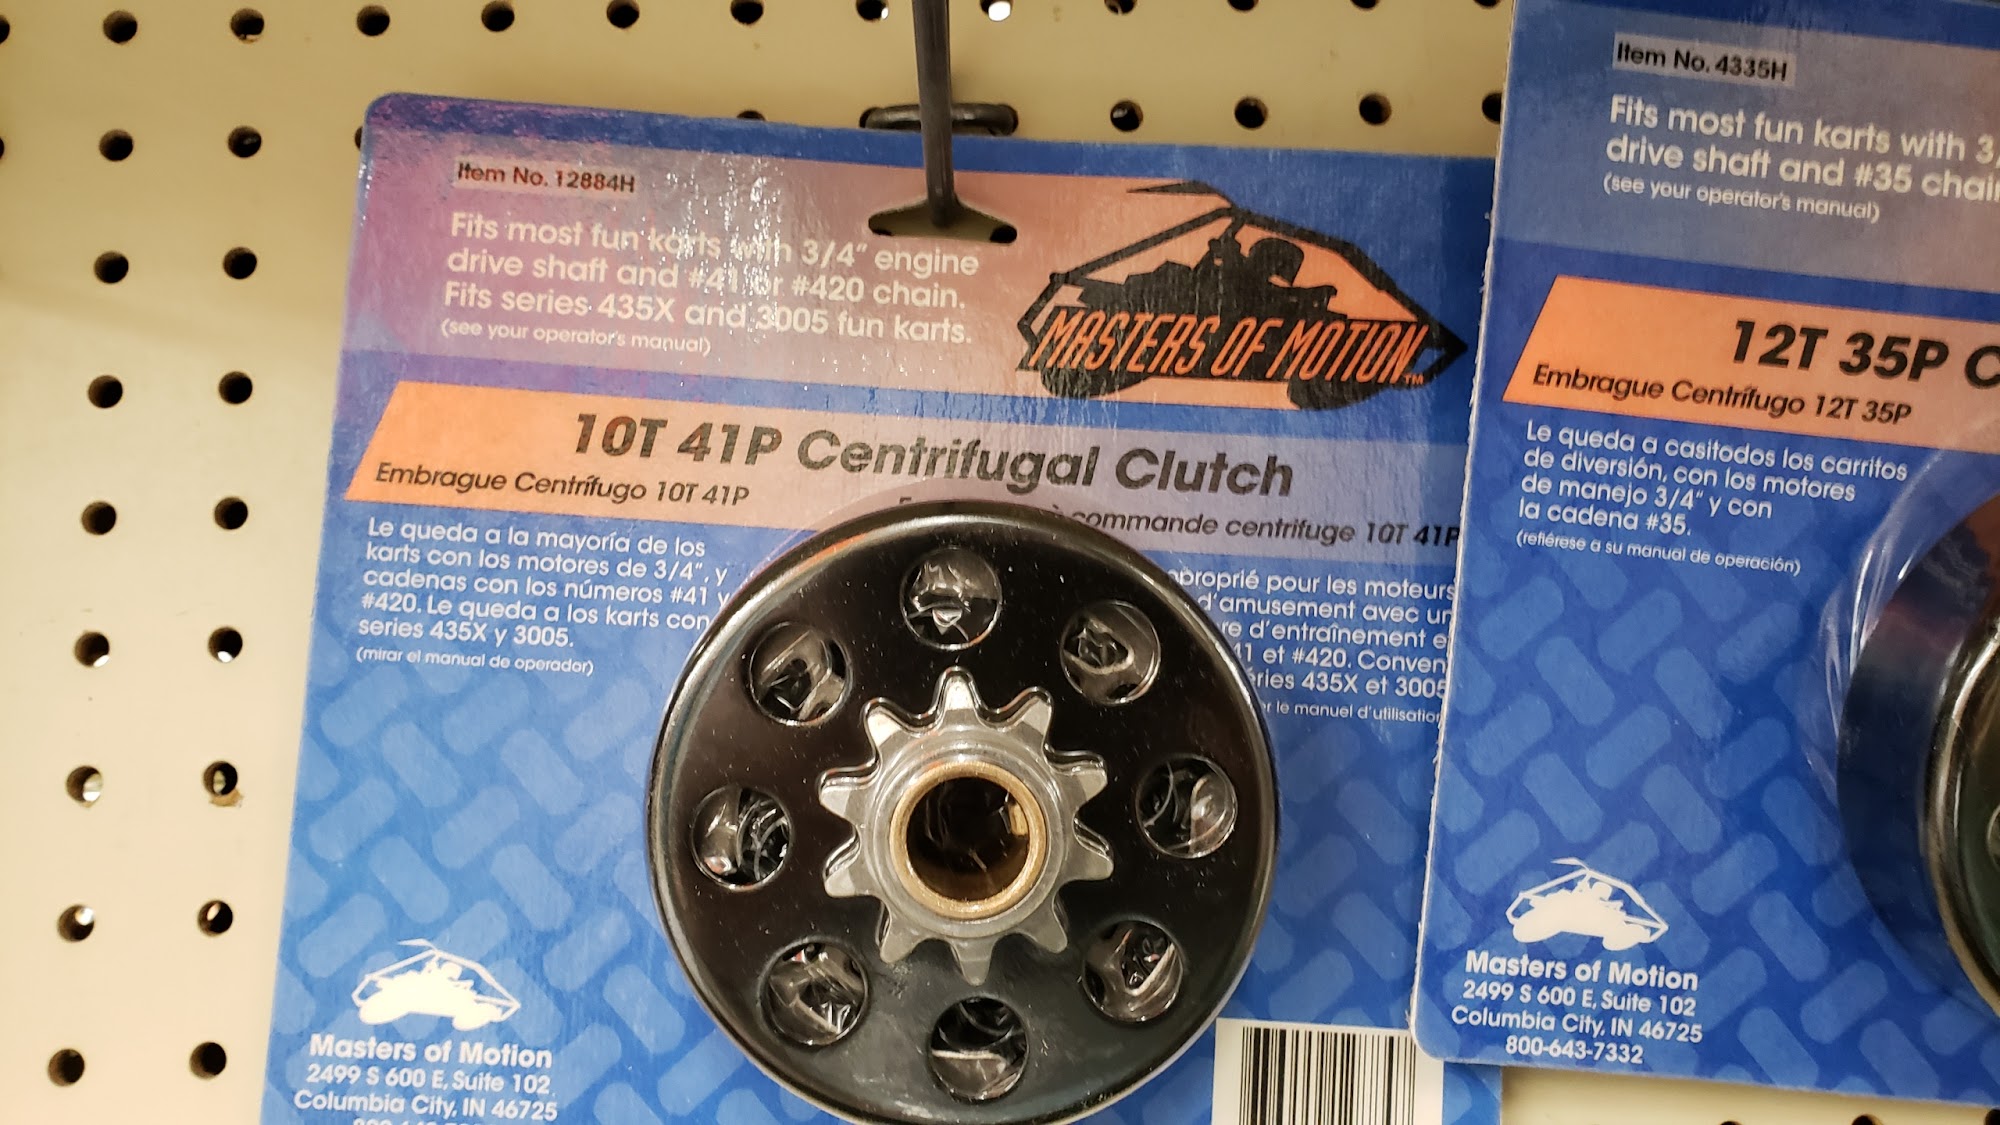 Item No. 12884H
Fits most fun karts with 3/4" engine
drive shaft and #41 or #420 chain.
Fits series 435X and 3005 fun karts.
(see your operator's manual)
MASTERS OF MOTION™
10T 41P Centrifugal Clutch
Embrague Centrífugo 10T 41P
commande centrifuge 10T 41P
Le queda a la mayoría de los
karts con los motores de 3/4", y
cadenas con los números #41 y
#420. Le queda a los karts con
series 435X y 3005.
(mirar el manual de operador)
pour les moteurs
d'amusement avec un
d'entraînement
41 et #420.
435X et 3005
le manuel
Masters of Motion
2499 S 600 E, Suite 102
Columbia City, IN 46725
Item No. 4335H
Fits most fun karts with
drive shaft and #35
(see your operator's manual)
12T 35P
Embrague Centrífugo 12T 35P
Le queda a casitodos los carritos
de diversión, con los motores
de manejo 3/4" y con
la cadena #35.
(refiérese a su manual de operación)
Masters of Motion
2499 S 600 E, Suite 102
Columbia City, IN 46725
800-643-7332